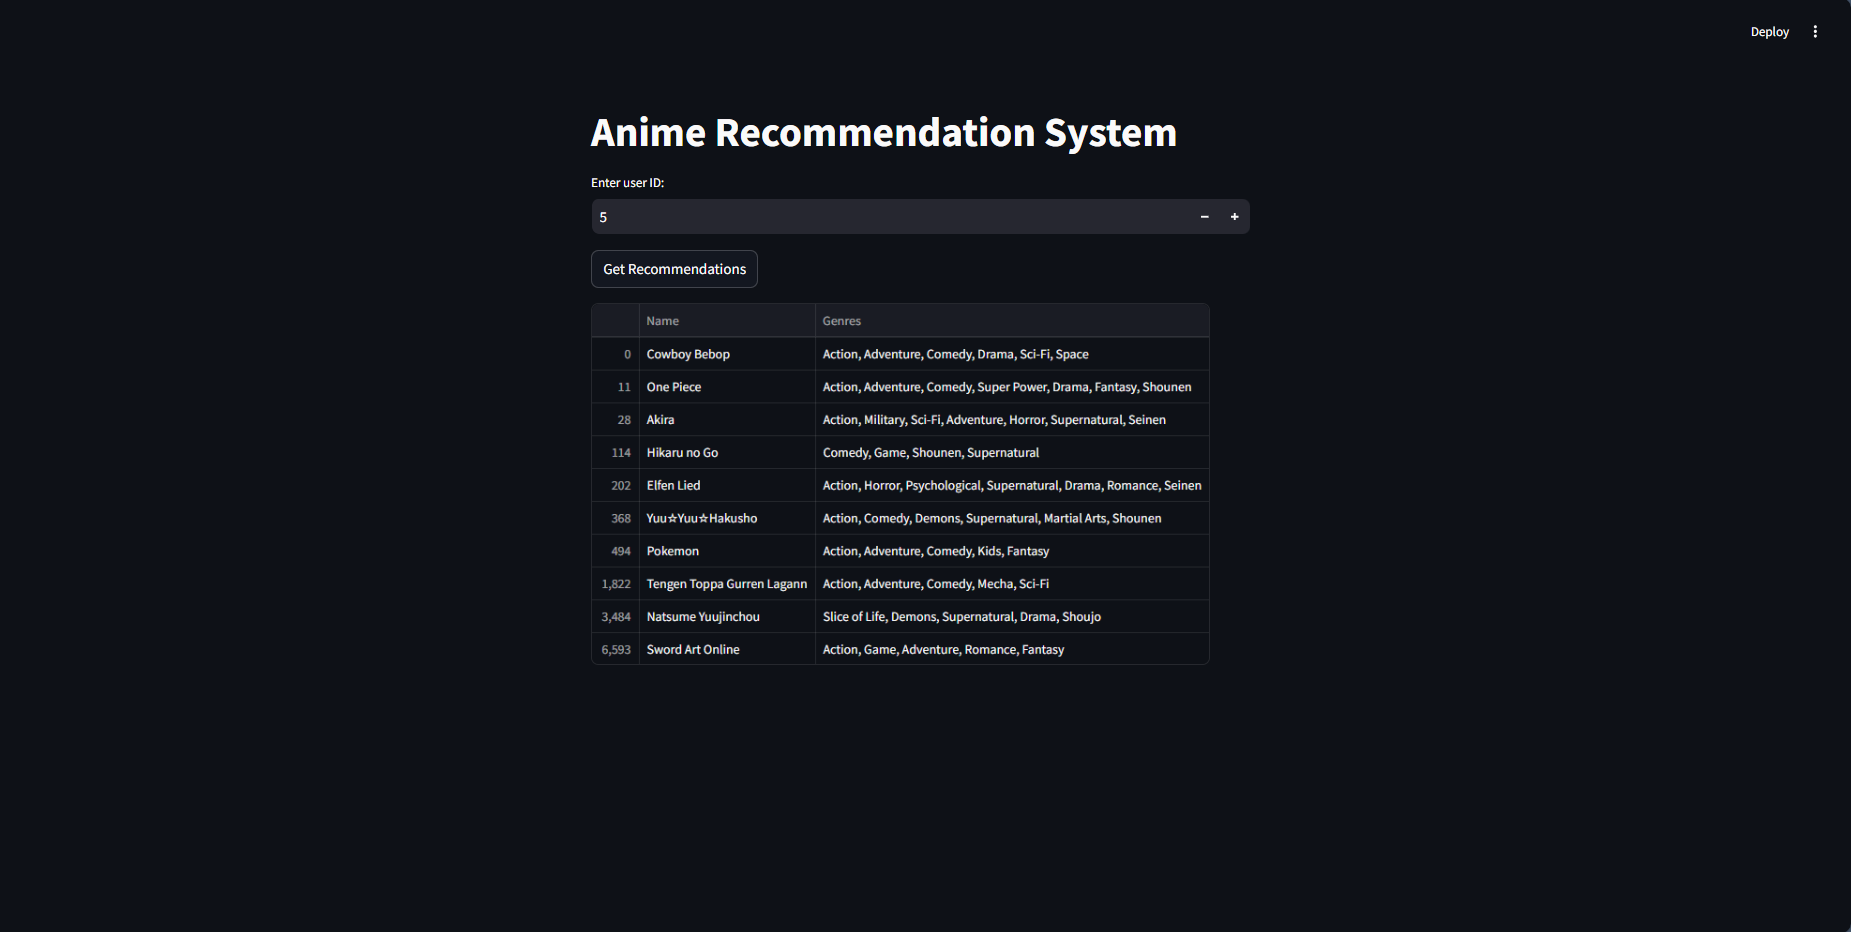 Deploy
Anime Recommendation System
Enter user ID:
5
Get Recommendations
Name Genres
0 Cowboy Bebop Action, Adventure, Comedy, Drama, Sci-Fi, Space
11 One Piece Action, Adventure, Comedy, Super Power, Drama, Fantasy, Shounen
28 Akira Action, Military, Sci-Fi, Adventure, Horror, Supernatural, Seinen
114 Hikaru no Go Comedy, Game, Shounen, Supernatural
202 Elfen Lied Action, Horror, Psychological, Supernatural, Drama, Romance, Seinen
368 Yuu☆Yuu☆Hakusho Action, Comedy, Demons, Supernatural, Martial Arts, Shounen
494 Pokemon Action, Adventure, Comedy, Kids, Fantasy
1,822 Tengen Toppa Gurren Lagann Action, Adventure, Comedy, Mecha, Sci-Fi
3,484 Natsume Yuujinchou Slice of Life, Demons, Supernatural, Drama, Shoujo
6,593 Sword Art Online Action, Game, Adventure, Romance, Fantasy